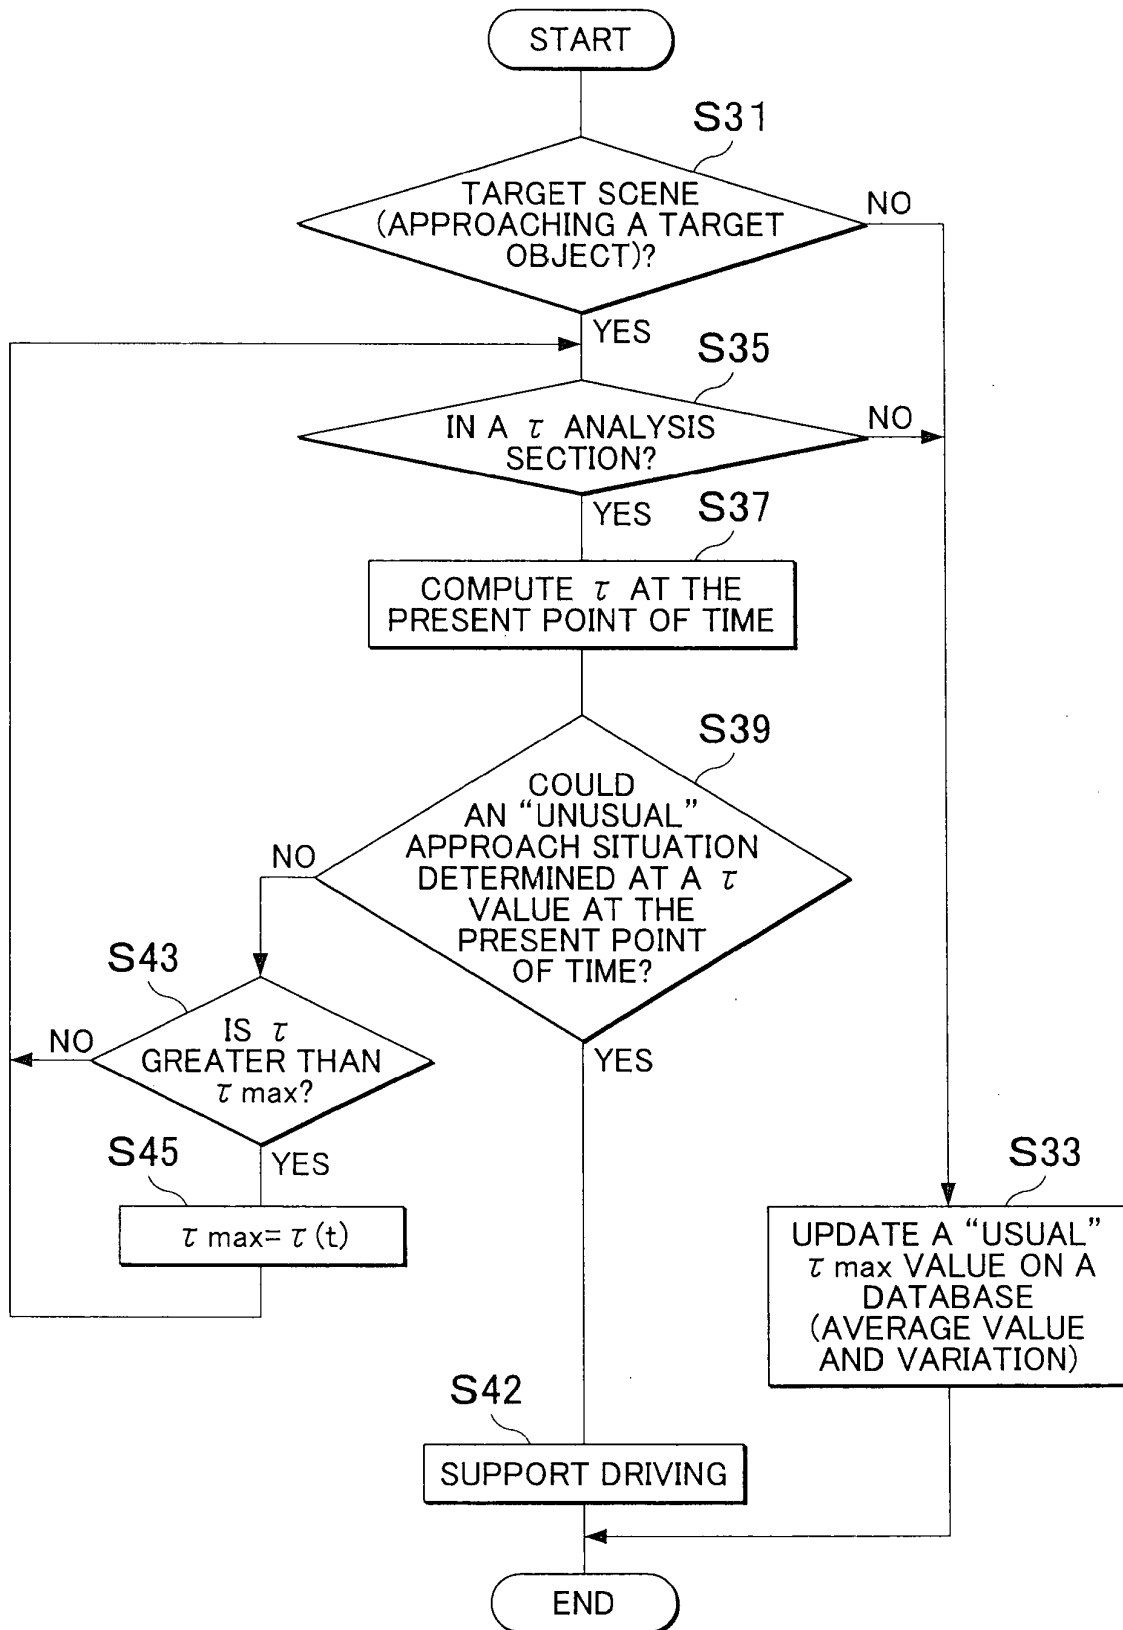 START
S31
TARGET SCENE
(APPROACHING A TARGET
OBJECT)?
NO
YES
S35
IN A τ ANALYSIS
SECTION?
NO
YES
S37
COMPUTE τ AT THE
PRESENT POINT OF TIME
S39
COULD
AN “UNUSUAL”
APPROACH SITUATION
DETERMINED AT A τ
VALUE AT THE
PRESENT POINT
OF TIME?
NO
YES
S43
IS τ
GREATER THAN
τ max?
NO
YES
S45
τ max= τ (t)
S33
UPDATE A “USUAL”
τ max VALUE ON A
DATABASE
(AVERAGE VALUE
AND VARIATION)
S42
SUPPORT DRIVING
END